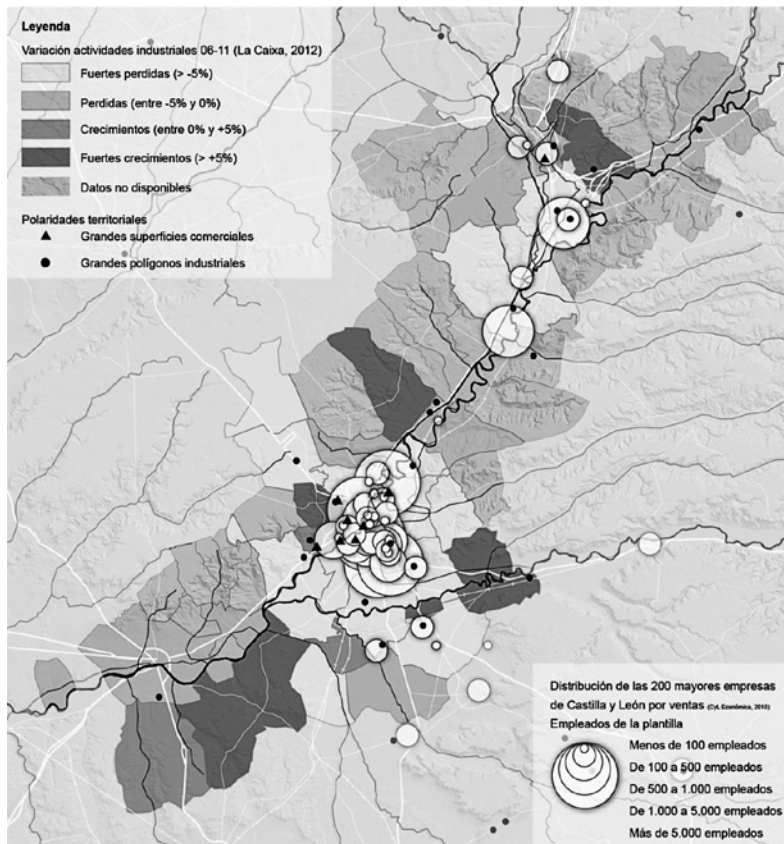 Leyenda
Variación actividades industriales 06-11 (La Caixa, 2012)
Fuertes perdidas (> -5%)
Perdidas (entre -5% y 0%)
Crecimientos (entre 0% y +5%)
Fuertes crecimientos (> +5%)
Datos no disponibles
Polaridades territoriales
Grandes superficies comerciales
Grandes polígonos industriales
Distribución de las 200 mayores empresas
de Castilla y León por ventas (CyL Económica, 2010)
Empleados de la plantilla
Menos de 100 empleados
De 100 a 500 empleados
De 500 a 1.000 empleados
De 1.000 a 5.000 empleados
Más de 5.000 empleados